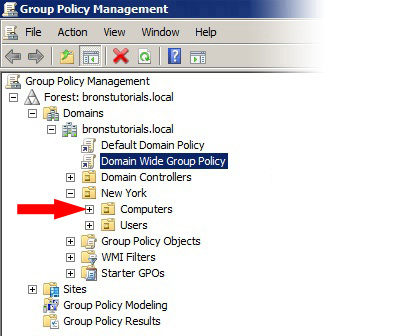 Group Policy Management
File Action View Window Help
Group Policy Management
Forest: bronstutorials.local
Domains
bronstutorials.local
Default Domain Policy
Domain Wide Group Policy
Domain Controllers
New York
Computers
Users
Group Policy Objects
WMI Filters
Starter GPOs
Sites
Group Policy Modeling
Group Policy Results